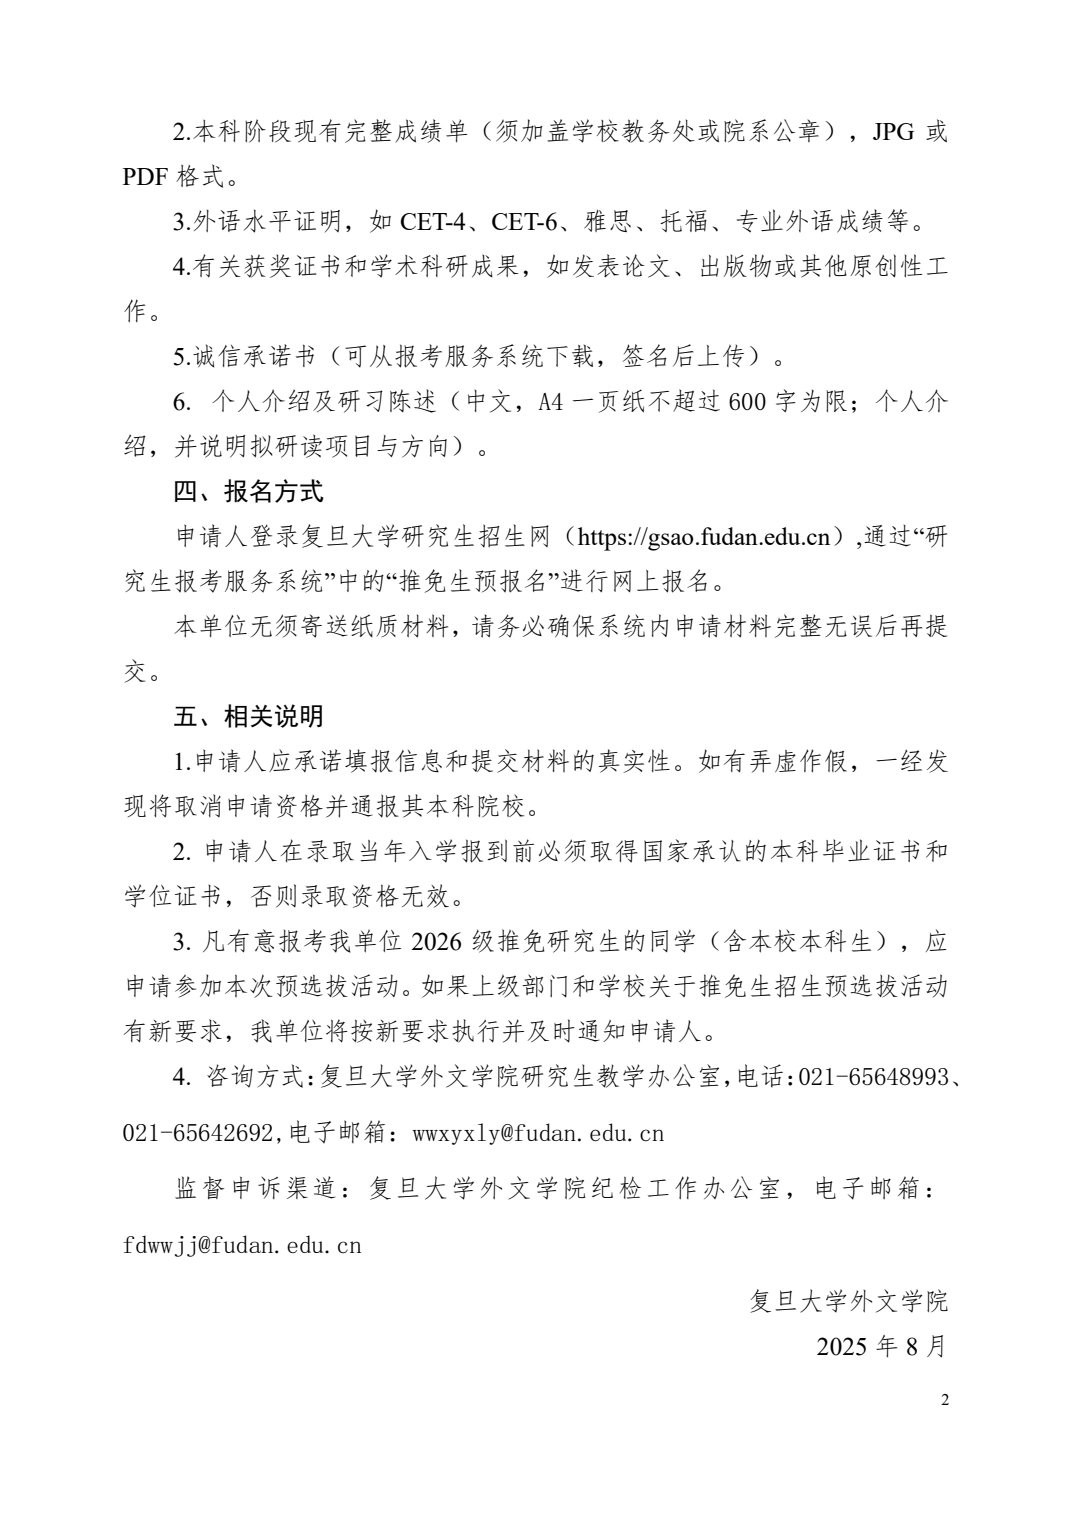 2.本科阶段现有完整成绩单（须加盖学校教务处或院系公章），JPG 或
PDF 格式。
3.外语水平证明，如 CET-4、CET-6、雅思、托福、专业外语成绩等。
4.有关获奖证书和学术科研成果，如发表论文、出版物或其他原创性工
作。
5.诚信承诺书（可从报考服务系统下载，签名后上传）。
6. 个人介绍及研习陈述（中文，A4 一页纸不超过 600 字为限；个人介
绍，并说明拟研读项目与方向）。
四、报名方式
申请人登录复旦大学研究生招生网（https://gsao.fudan.edu.cn）,通过“研
究生报考服务系统”中的“推免生预报名”进行网上报名。
本单位无须寄送纸质材料，请务必确保系统内申请材料完整无误后再提
交。
五、相关说明
1.申请人应承诺填报信息和提交材料的真实性。如有弄虚作假，一经发
现将取消申请资格并通报其本科院校。
2. 申请人在录取当年入学报到前必须取得国家承认的本科毕业证书和
学位证书，否则录取资格无效。
3. 凡有意报考我单位 2026 级推免研究生的同学（含本校本科生），应
申请参加本次预选拔活动。如果上级部门和学校关于推免生招生预选拔活动
有新要求，我单位将按新要求执行并及时通知申请人。
4. 咨询方式：复旦大学外文学院研究生教学办公室，电话：021-65648993、
021-65642692,电子邮箱：wwxyxly@fudan.edu.cn
监督申诉渠道：复旦大学外文学院纪检工作办公室，电子邮箱：
fdwwjj@fudan.edu.cn
复旦大学外文学院
2025 年 8 月
2